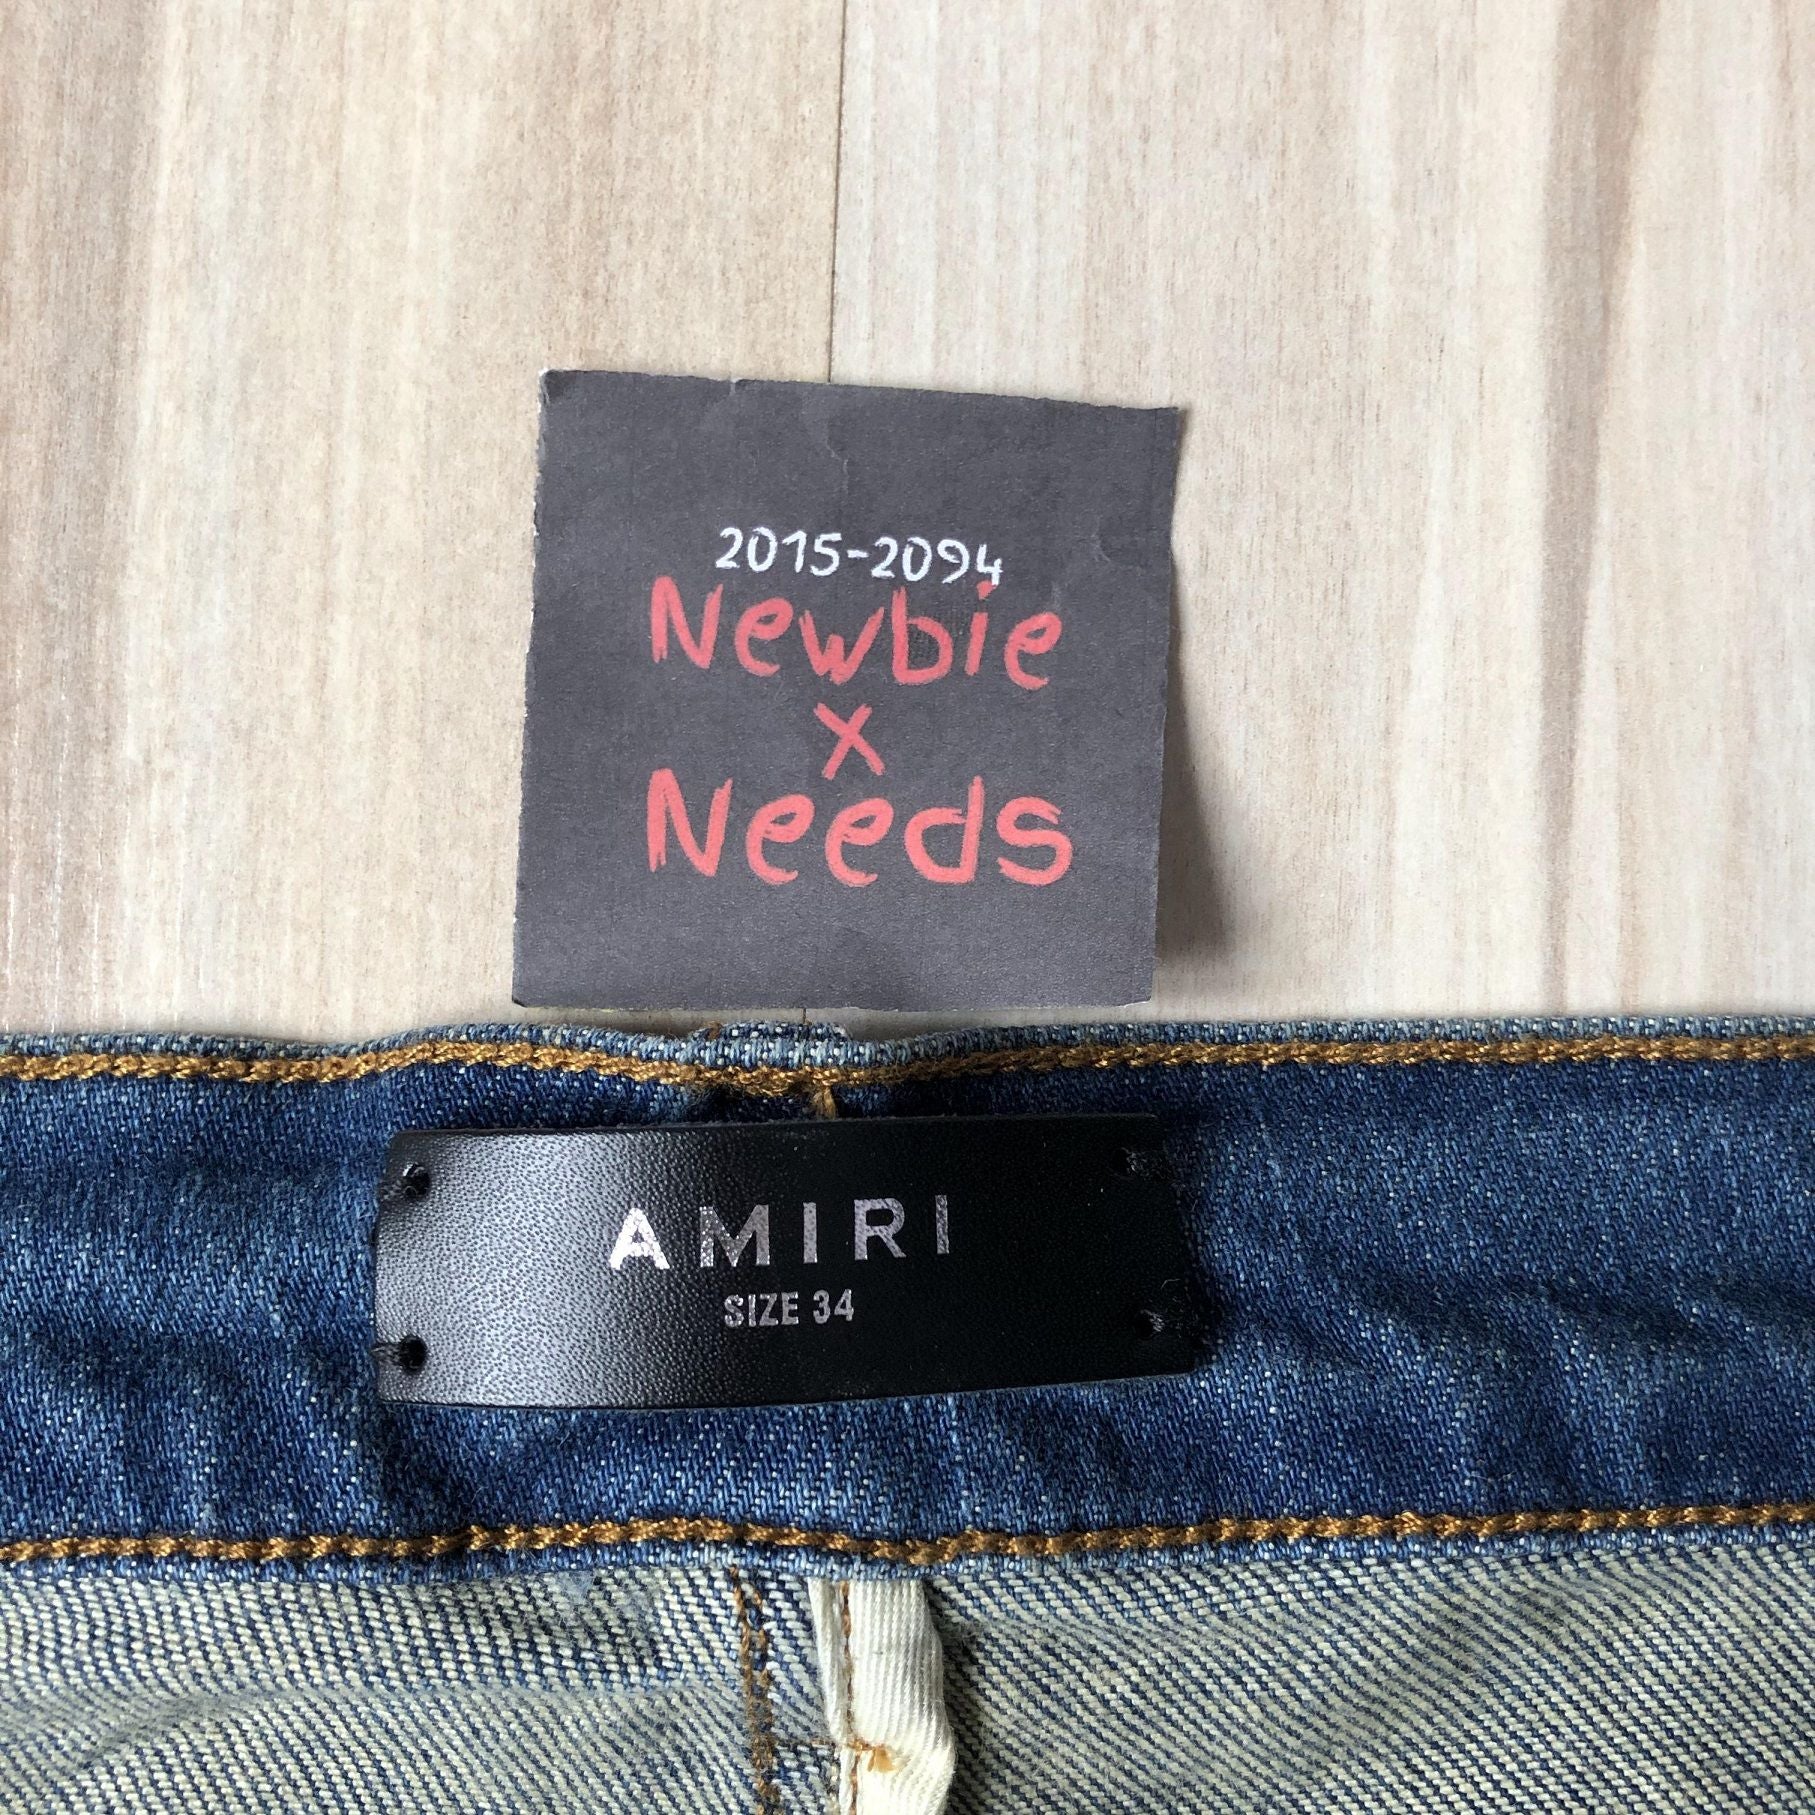 2015-2094
Newbie
x
Needs
AMIRI
SIZE 34